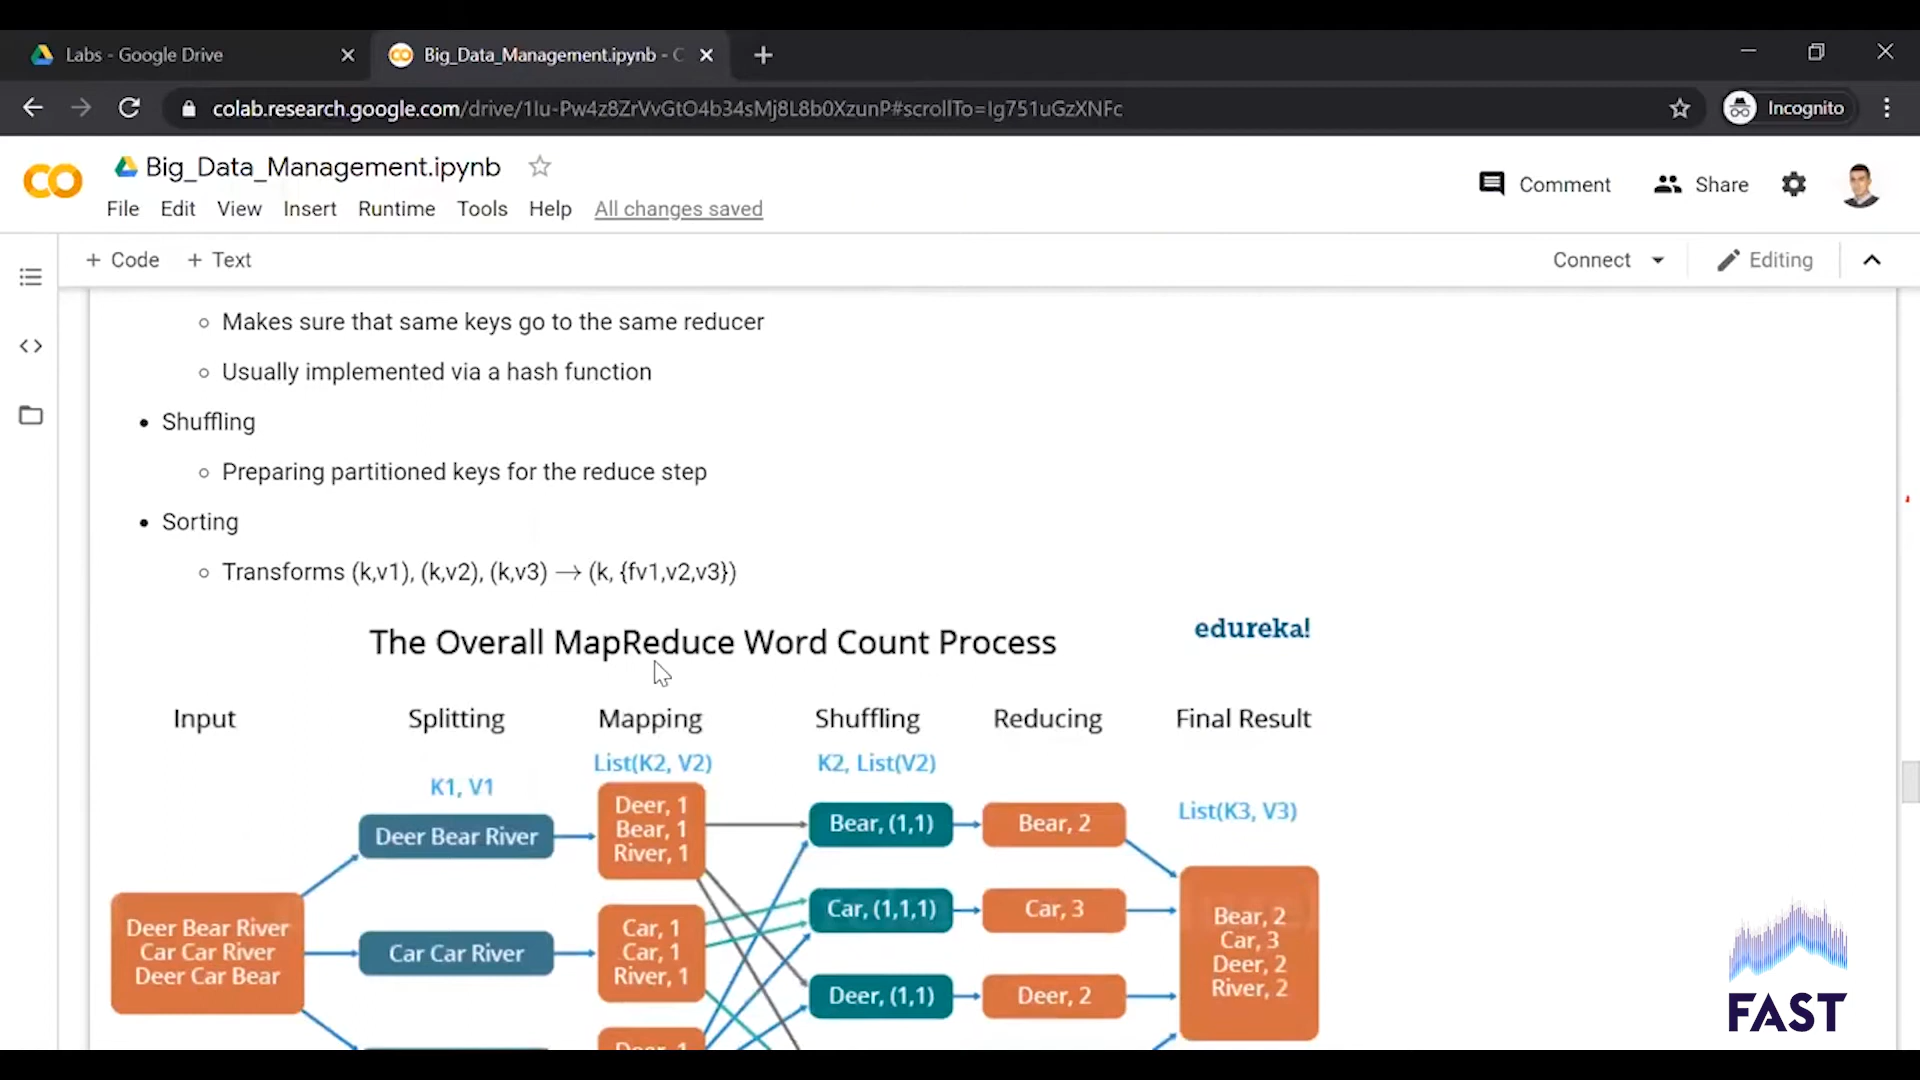 Labs - Google Drive
Big_Data_Management.ipynb - C
colab.research.google.com/drive/1Iu-Pw4z8ZrVvGtO4b34sMj8L8b0XzunP#scrollTo=Ig751uGzXNFc
Incognito
Big_Data_Management.ipynb
File Edit View Insert Runtime Tools Help All changes saved
Comment Share
+ Code + Text
Connect Editing
Makes sure that same keys go to the same reducer
Usually implemented via a hash function
Shuffling
Preparing partitioned keys for the reduce step
Sorting
Transforms (k,v1), (k,v2), (k,v3) → (k, {fv1,v2,v3})
The Overall MapReduce Word Count Process
edureka!
Input Splitting Mapping Shuffling Reducing Final Result
K1, V1
List(K2, V2)
K2, List(V2)
List(K3, V3)
Deer Bear River
Car Car River
Deer Car Bear
Deer Bear River
Car Car River
Deer, 1
Bear, 1
River, 1
Car, 1
Car, 1
River, 1
Deer, 1
Bear, (1,1)
Car, (1,1,1)
Deer, (1,1)
Bear, 2
Car, 3
Deer, 2
Bear, 2
Car, 3
Deer, 2
River, 2
FAST